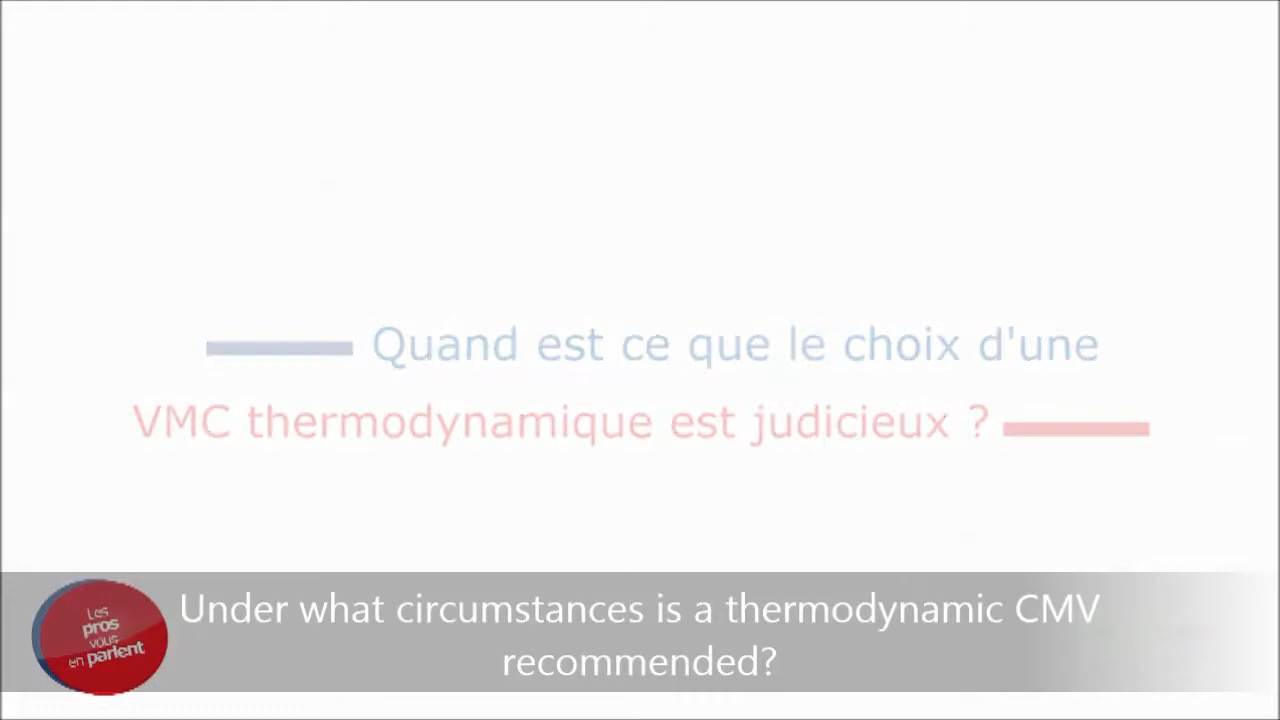 Quand est ce que le choix d'une
VMC thermodynamique est judicieux ?
Les
pros
vous
en parlent
Under what circumstances is a thermodynamic CMV
recommended?